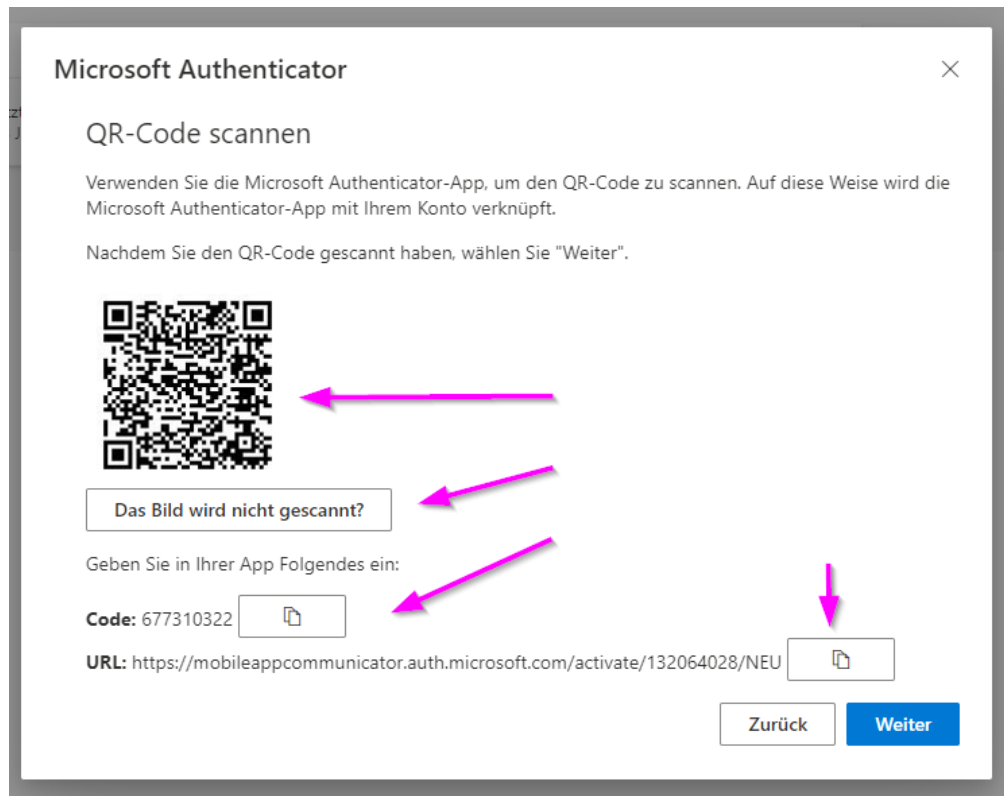 Microsoft Authenticator
QR-Code scannen
Verwenden Sie die Microsoft Authenticator-App, um den QR-Code zu scannen. Auf diese Weise wird die
Microsoft Authenticator-App mit Ihrem Konto verknüpft.
Nachdem Sie den QR-Code gescannt haben, wählen Sie "Weiter".
Das Bild wird nicht gescannt?
Geben Sie in Ihrer App Folgendes ein:
Code: 677310322
URL: https://mobileappcommunicator.auth.microsoft.com/activate/132064028/NEU
Zurück Weiter